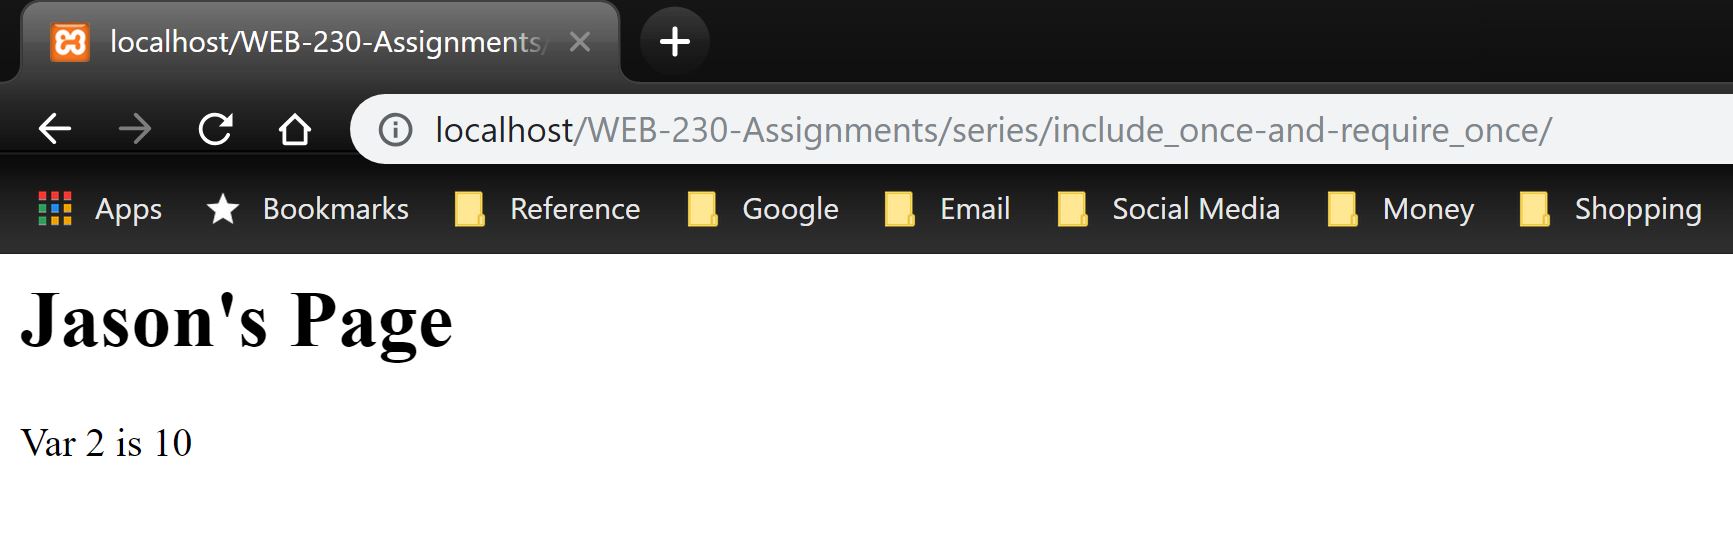 localhost/WEB-230-Assignments/
localhost/WEB-230-Assignments/series/include_once-and-require_once/
Apps Bookmarks Reference Google Email Social Media Money Shopping
Jason's Page
Var 2 is 10